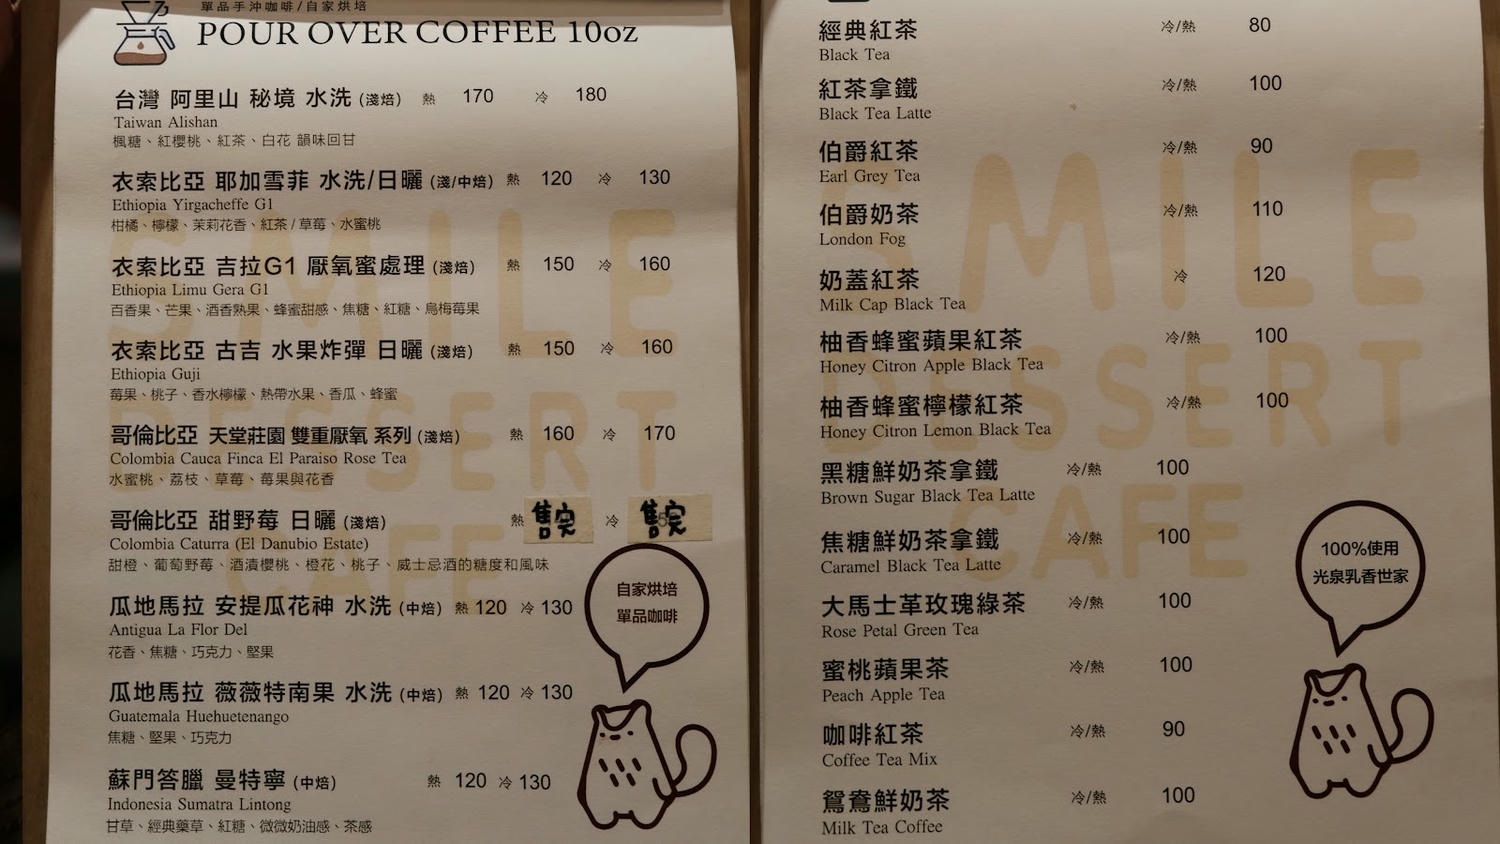 單品手沖咖啡/自家烘培
POUR OVER COFFEE 10oz
台灣 阿里山 秘境 水洗 (淺焙) 熱 170 冷 180
Taiwan Alishan
楓糖、紅櫻桃、紅茶、白花 韻味回甘
衣索比亞 耶加雪菲 水洗/日曬 (淺/中焙) 熱 120 冷 130
Ethiopia Yirgacheffe G1
柑橘、檸檬、茉莉花香、紅茶 / 草莓、水蜜桃
衣索比亞 吉拉G1 厭氧蜜處理 (淺焙) 熱 150 冷 160
Ethiopia Limu Gera G1
百香果、芒果、酒香熟果、蜂蜜甜感、焦糖、紅糖、烏梅莓果
衣索比亞 古吉 水果炸彈 日曬 (淺焙) 熱 150 冷 160
Ethiopia Guji
莓果、桃子、香水檸檬、熱帶水果、香瓜、蜂蜜
哥倫比亞 天堂莊園 雙重厭氧 系列 (淺焙) 熱 160 冷 170
Colombia Cauca Finca El Paraiso Rose Tea
水蜜桃、荔枝、草莓、莓果與花香
哥倫比亞 甜野莓 日曬 (淺焙) 熱 售完 冷 售完
Colombia Caturra (El Danubio Estate)
甜橙、葡萄野莓、酒漬櫻桃、橙花、桃子、威士忌酒的糖度和風味
瓜地馬拉 安提瓜花神 水洗 (中焙) 熱 120 冷 130
Antigua La Flor Del
花香、焦糖、巧克力、堅果
瓜地馬拉 薇薇特南果 水洗 (中焙) 熱 120 冷 130
Guatemala Huehuetenango
焦糖、堅果、巧克力
蘇門答臘 曼特寧 (中焙) 熱 120 冷 130
Indonesia Sumatra Lintong
甘草、經典藥草、紅糖、微微奶油感、茶感
自家烘培
單品咖啡
SMILE
DESSERT
CAFE
經典紅茶 冷/熱 80
Black Tea
紅茶拿鐵 冷/熱 100
Black Tea Latte
伯爵紅茶 冷/熱 90
Earl Grey Tea
伯爵奶茶 冷/熱 110
London Fog
奶蓋紅茶 冷 120
Milk Cap Black Tea
柚香蜂蜜蘋果紅茶 冷/熱 100
Honey Citron Apple Black Tea
柚香蜂蜜檸檬紅茶 冷/熱 100
Honey Citron Lemon Black Tea
黑糖鮮奶茶拿鐵 冷/熱 100
Brown Sugar Black Tea Latte
焦糖鮮奶茶拿鐵 冷/熱 100
Caramel Black Tea Latte
大馬士革玫瑰綠茶 冷/熱 100
Rose Petal Green Tea
蜜桃蘋果茶 冷/熱 100
Peach Apple Tea
咖啡紅茶 冷/熱 90
Coffee Tea Mix
鴛鴦鮮奶茶 冷/熱 100
Milk Tea Coffee
100%使用
光泉乳香世家
SMILE
DESSERT
CAFE